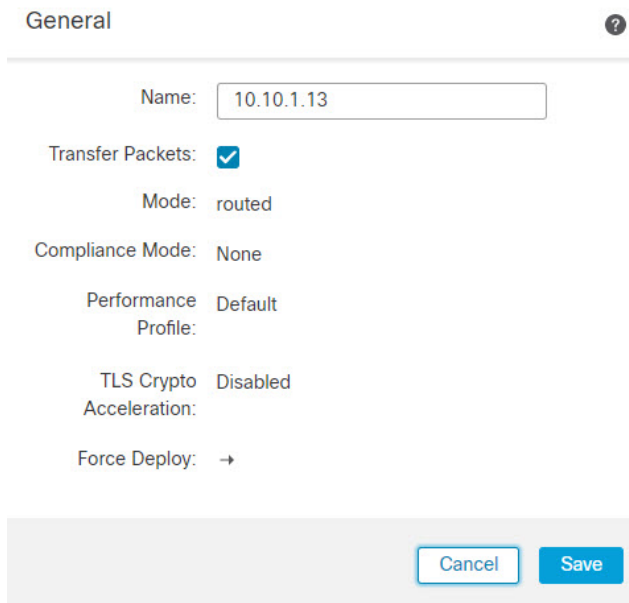 General
?
Name: 10.10.1.13
Transfer Packets:
Mode: routed
Compliance Mode: None
Performance Default
Profile:
TLS Crypto Disabled
Acceleration:
Force Deploy: →
Cancel Save